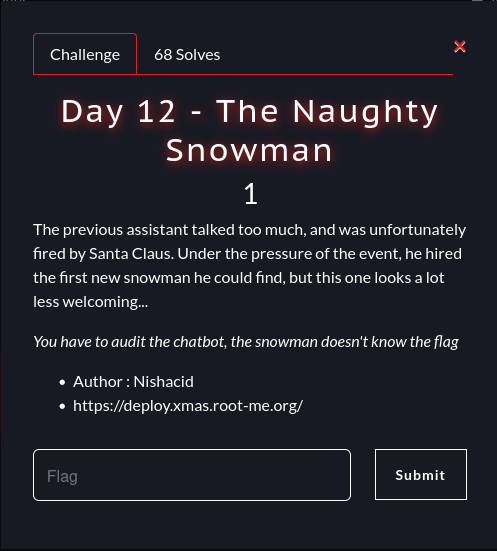 Challenge
68 Solves
Day 12 - The Naughty
Snowman
1
The previous assistant talked too much, and was unfortunately
fired by Santa Claus. Under the pressure of the event, he hired
the first new snowman he could find, but this one looks a lot
less welcoming...
You have to audit the chatbot, the snowman doesn't know the flag
• Author : Nishacid
• https://deploy.xmas.root-me.org/
Flag
Submit